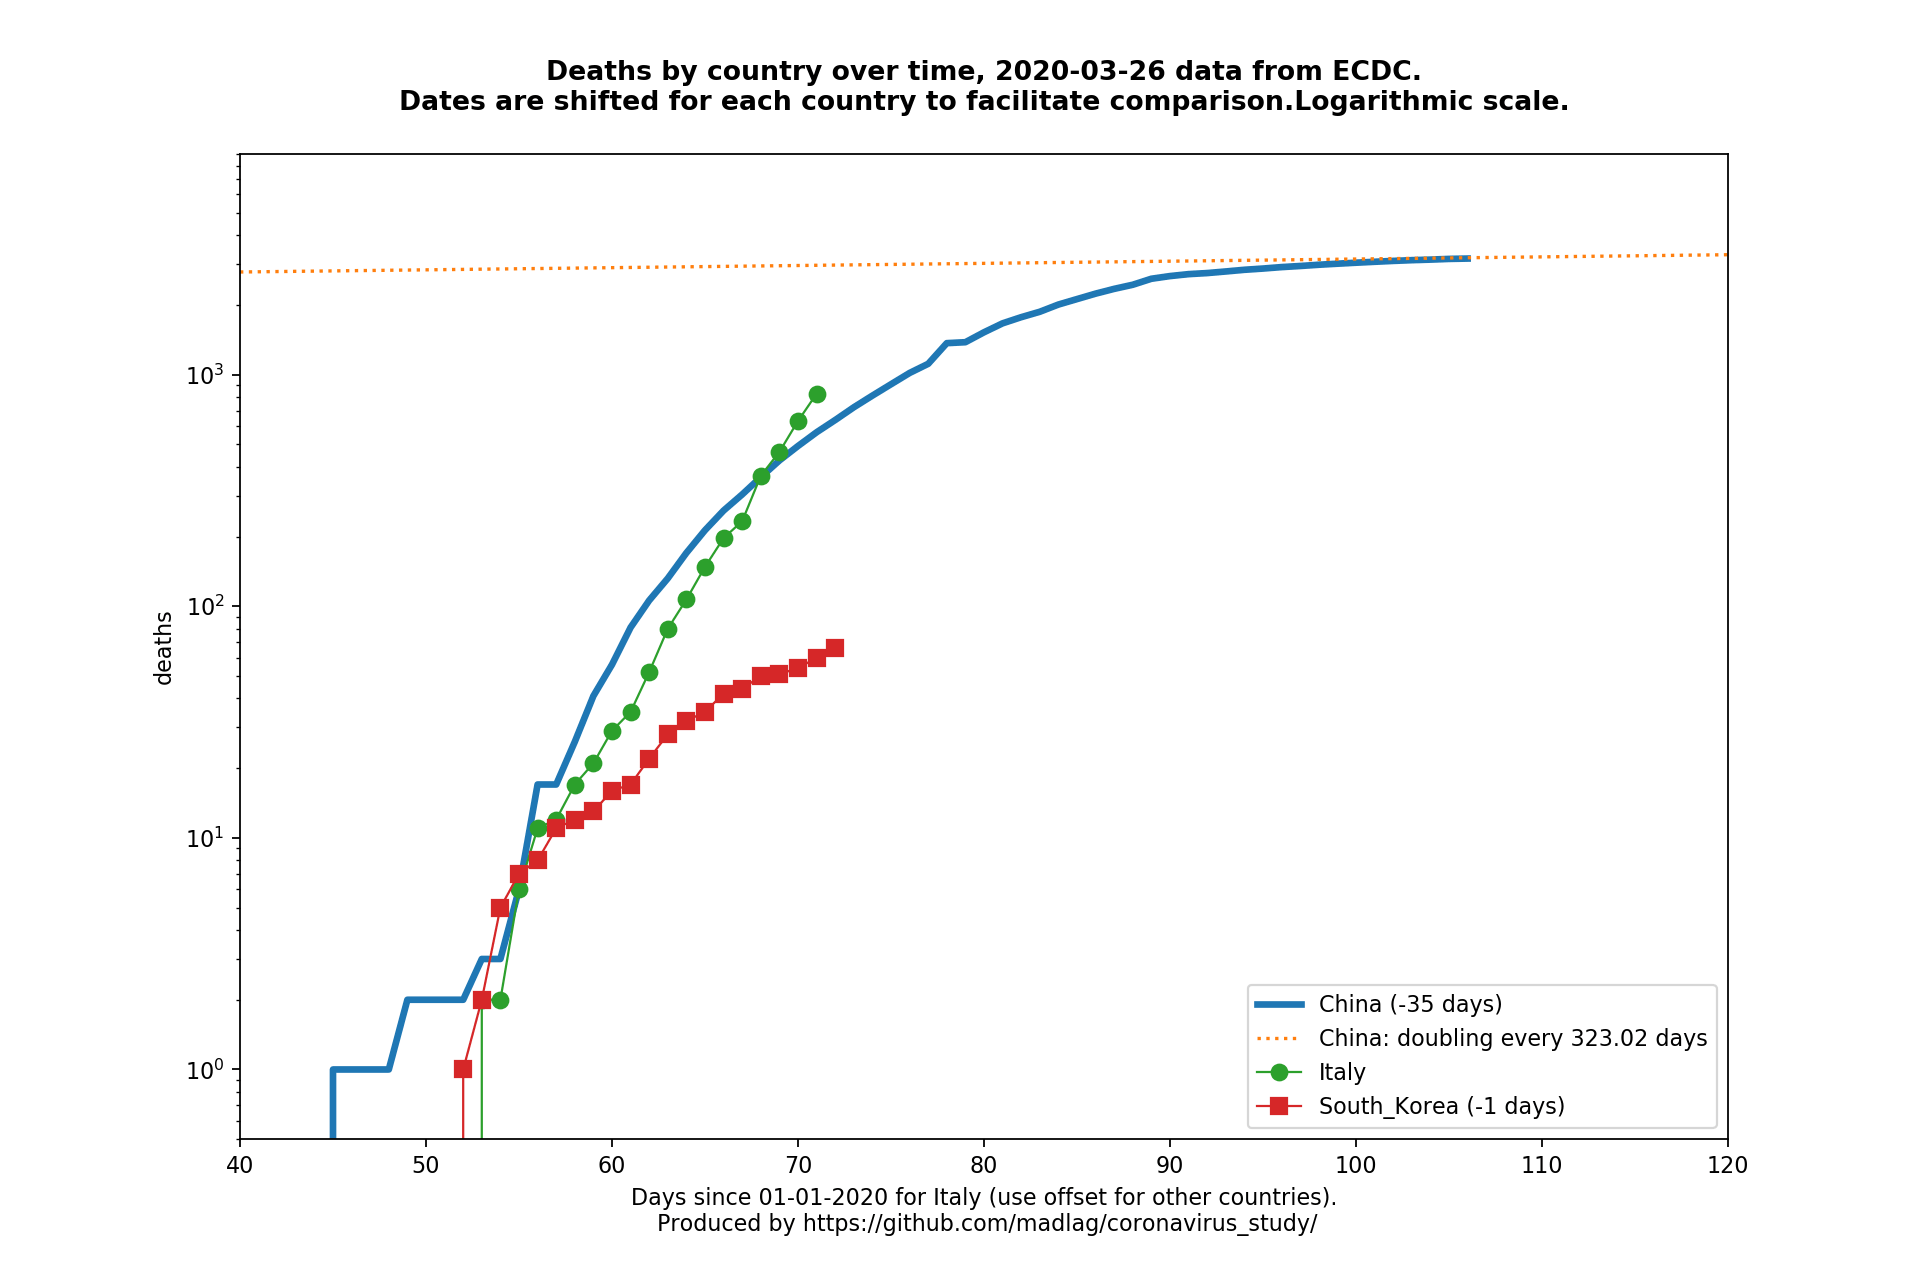 Deaths by country over time, 2020-03-26 data from ECDC.
Dates are shifted for each country to facilitate comparison.Logarithmic scale.
10³
10²
10¹
10⁰
deaths
China (-35 days)
China: doubling every 323.02 days
Italy
South_Korea (-1 days)
40 50 60 70 80 90 100 110 120
Days since 01-01-2020 for Italy (use offset for other countries).
Produced by https://github.com/madlag/coronavirus_study/